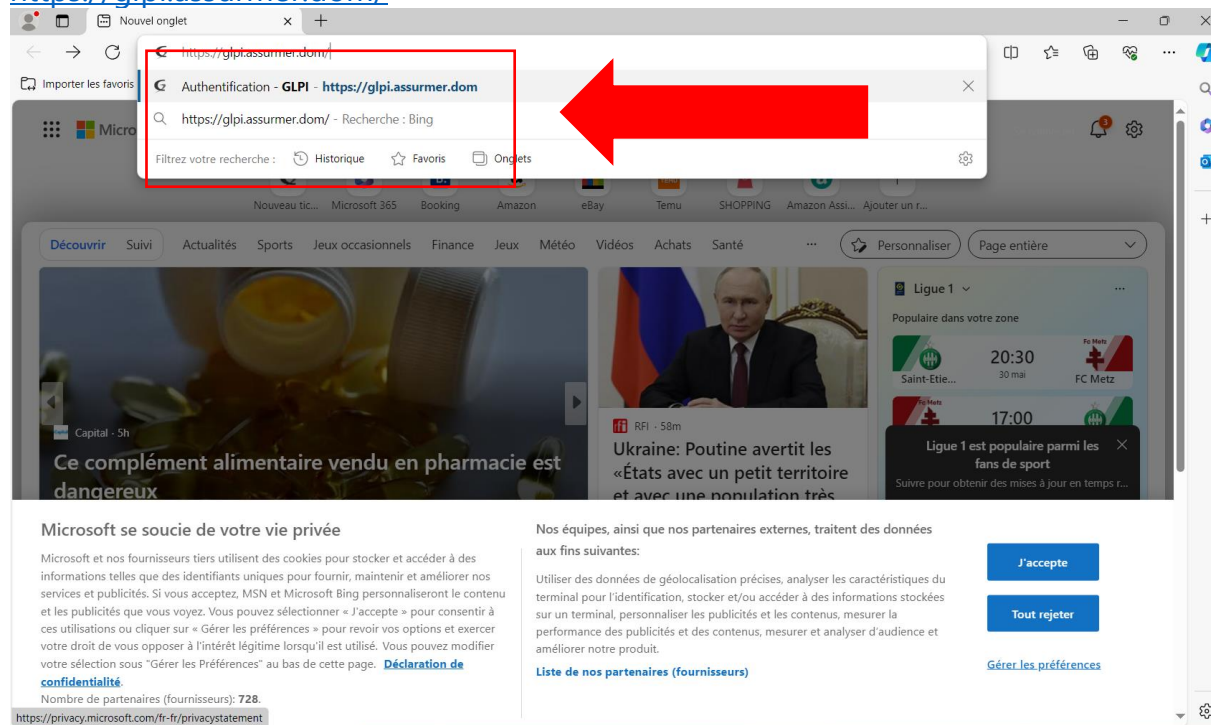 https://glpi.assurmer.dom/
Nouvel onglet
https://glpi.assurmer.dom/
Importer les favoris
Authentification - GLPI - https://glpi.assurmer.dom
https://glpi.assurmer.dom/ - Recherche : Bing
Micro
3
Filtrez votre recherche : Historique Favoris Onglets
Nouveau tic... Microsoft 365 Booking Amazon eBay Temu SHOPPING Amazon Assi... Ajouter un r...
Découvrir Suivi Actualités Sports Jeux occasionnels Finance Jeux Météo Vidéos Achats Santé ... Personnaliser Page entière
Ligue 1
Populaire dans votre zone
Saint-Etie...
20:30
30 mai
Fc Metz
FC Metz
Fc Metz
17:00
Capital · 5h
Ce complément alimentaire vendu en pharmacie est
dangereux
RFI · 58m
Ukraine: Poutine avertit les
«États avec un petit territoire
et avec une population très
Ligue 1 est populaire parmi les
fans de sport
Suivre pour obtenir des mises à jour en temps r...
Microsoft se soucie de votre vie privée
Microsoft et nos fournisseurs tiers utilisent des cookies pour stocker et accéder à des
informations telles que des identifiants uniques pour fournir, maintenir et améliorer nos
services et publicités. Si vous acceptez, MSN et Microsoft Bing personnaliseront le contenu
et les publicités que vous voyez. Vous pouvez sélectionner « J'accepte » pour consentir à
ces utilisations ou cliquer sur « Gérer les préférences » pour revoir vos options et exercer
votre droit de vous opposer à l'intérêt légitime lorsqu'il est utilisé. Vous pouvez modifier
votre sélection sous "Gérer les Préférences" au bas de cette page. Déclaration de
confidentialité.
Nombre de partenaires (fournisseurs): 728.
Nos équipes, ainsi que nos partenaires externes, traitent des données
aux fins suivantes:
Utiliser des données de géolocalisation précises, analyser les caractéristiques du
terminal pour l'identification, stocker et/ou accéder à des informations stockées
sur un terminal, personnaliser les publicités et les contenus, mesurer la
performance des publicités et des contenus, mesurer et analyser d'audience et
améliorer notre produit.
Liste de nos partenaires (fournisseurs)
J'accepte
Tout rejeter
Gérer les préférences
https://privacy.microsoft.com/fr-fr/privacystatement